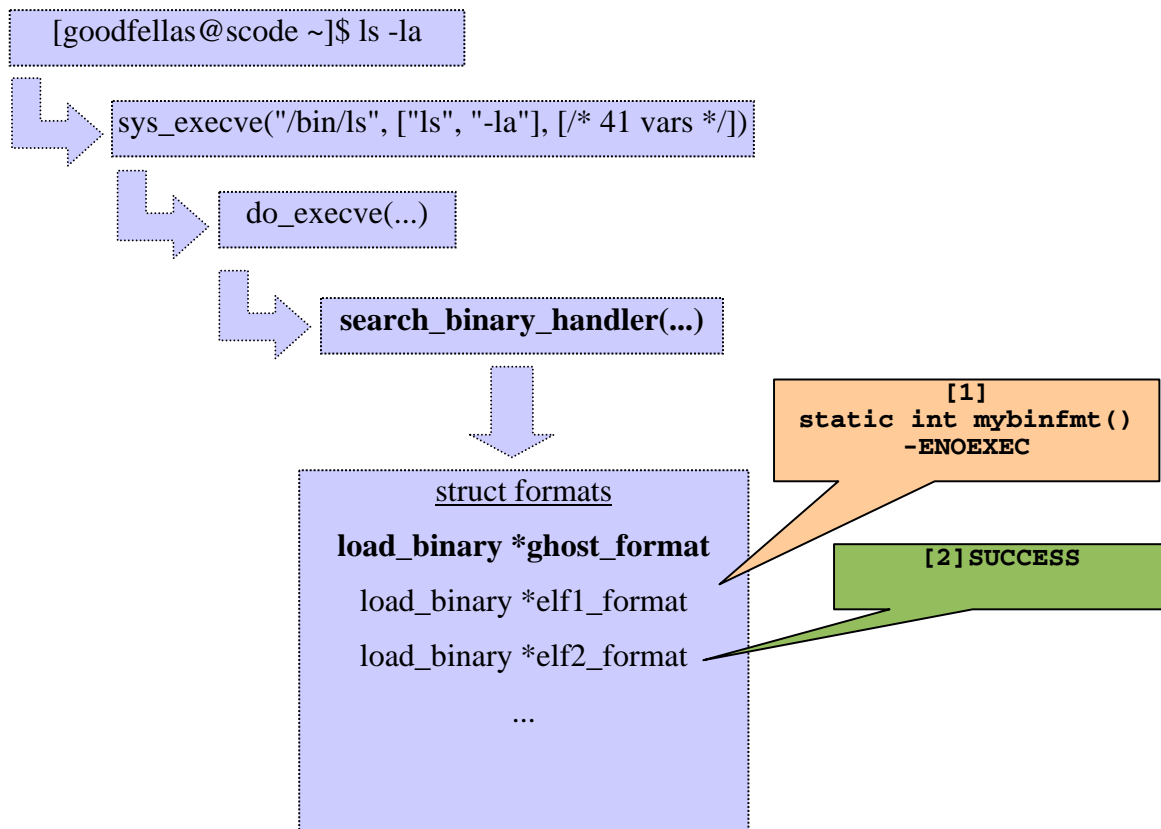 [goodfellas@scode ~]$ ls -la
sys_execve("/bin/ls", ["ls", "-la"], [/* 41 vars */])
do_execve(...)
search_binary_handler(...)
[1]
static int mybinfmt()
-ENOEXEC
struct formats
load_binary *ghost_format
[2]SUCCESS
load_binary *elf1_format
load_binary *elf2_format
...